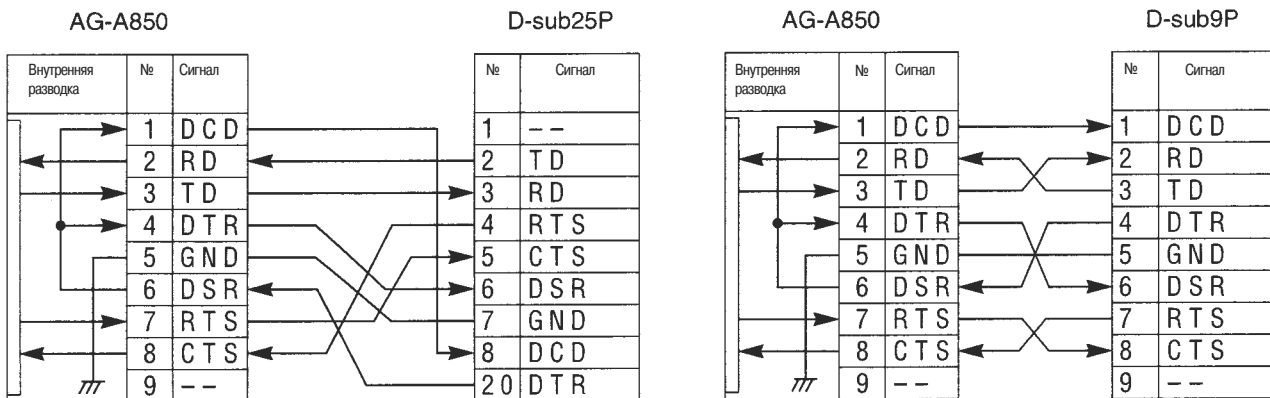 AG-A850 D-sub25P AG-A850 D-sub9P
Внутренняя разводка № Сигнал № Сигнал Внутренняя разводка № Сигнал № Сигнал
1 DCD 1 -- 1 DCD 1 DCD
2 RD 2 TD 2 RD 2 RD
3 TD 3 RD 3 TD 3 TD
4 DTR 4 RTS 4 DTR 4 DTR
5 GND 5 CTS 5 GND 5 GND
6 DSR 6 DSR 6 DSR 6 DSR
7 RTS 7 GND 7 RTS 7 RTS
8 CTS 8 DCD 8 CTS 8 CTS
9 -- 20 DTR 9 -- 9 --